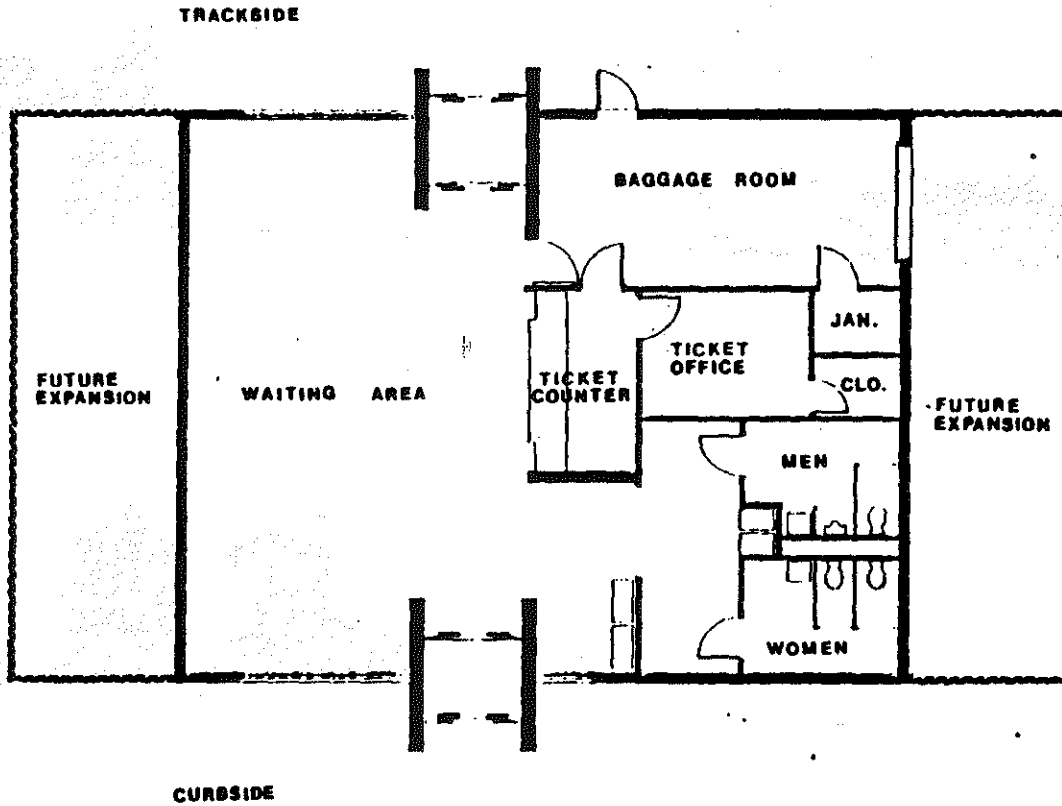 TRACKSIDE
BAGGAGE ROOM
JAN.
TICKET
OFFICE
CLO.
FUTURE
EXPANSION
WAITING AREA
TICKET
COUNTER
FUTURE
EXPANSION
MEN
WOMEN
CURBSIDE